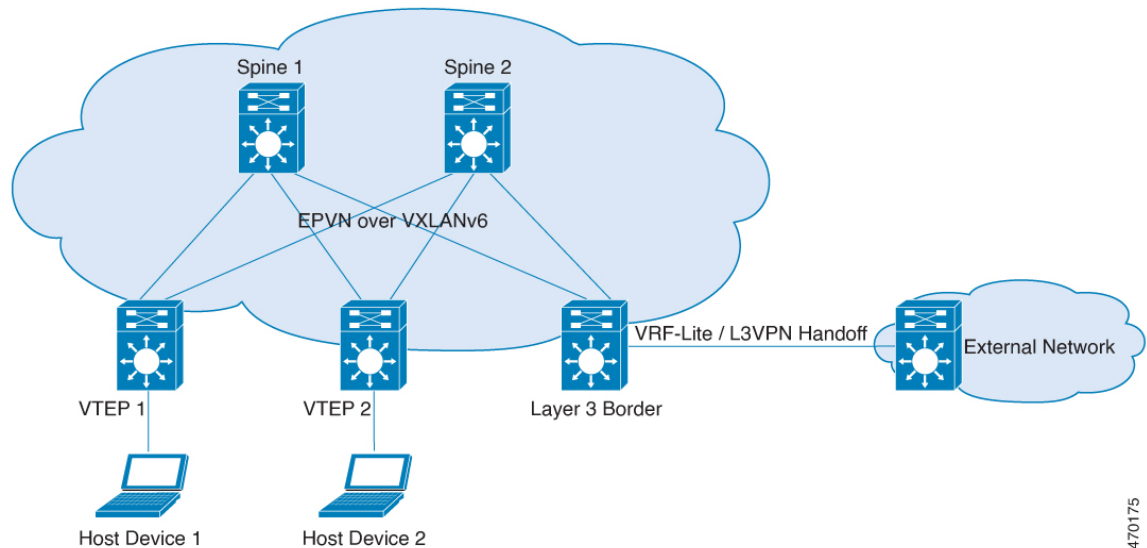 Spine 1
Spine 2
EPVN over VXLANv6
VRF-Lite / L3VPN Handoff
External Network
VTEP 1
VTEP 2
Layer 3 Border
Host Device 1
Host Device 2
470175